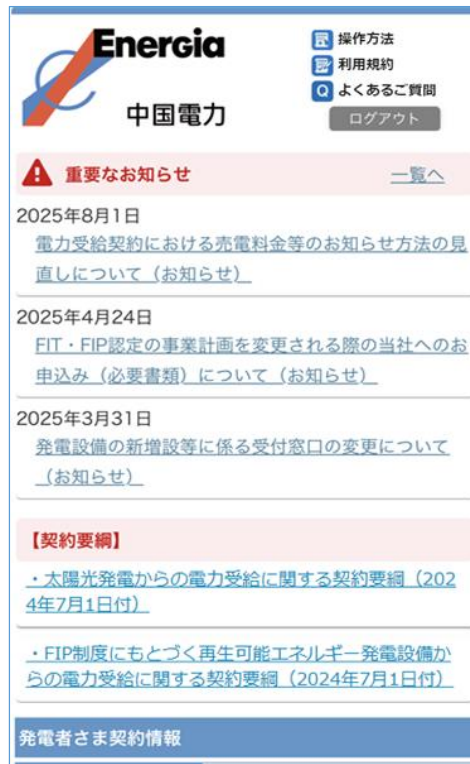 Energia
中国電力
操作方法
利用規約
Q よくあるご質問
ログアウト
重要なお知らせ
一覧へ
2025年8月1日
電力受給契約における売電料金等のお知らせ方法の見
直しについて（お知らせ）
2025年4月24日
FIT・FIP認定の事業計画を変更される際の当社へのお
申込み（必要書類）について（お知らせ）
2025年3月31日
発電設備の新増設等に係る受付窓口の変更について
（お知らせ）
【契約要綱】
・太陽光発電からの電力受給に関する契約要綱（202
4年7月1日付）
・FIP制度にもとづく再生可能エネルギー発電設備か
らの電力受給に関する契約要綱（2024年7月1日付）
発電者さま契約情報